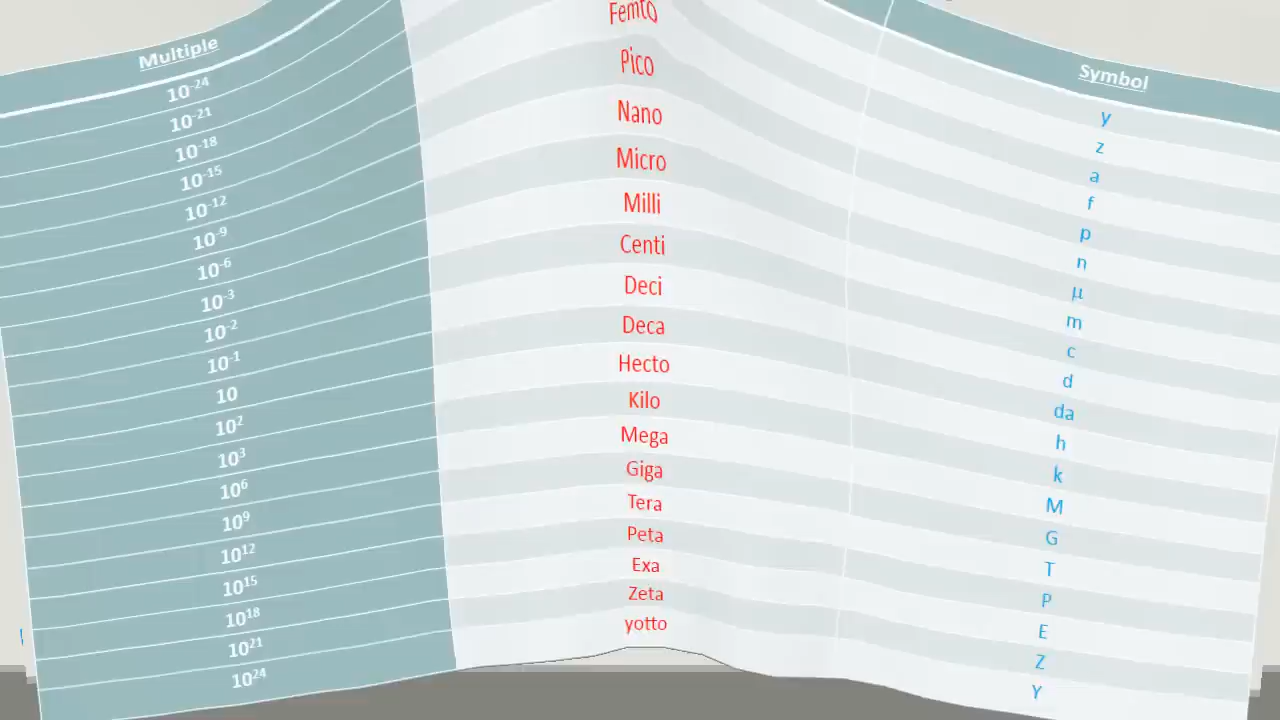 Multiple Symbol
10⁻²⁴ y
10⁻²¹ z
10⁻¹⁸ a
10⁻¹⁵ Femto f
10⁻¹² Pico p
10⁻⁹ Nano n
10⁻⁶ Micro μ
10⁻³ Milli m
10⁻² Centi c
10⁻¹ Deci d
10 Deca da
10² Hecto h
10³ Kilo k
10⁶ Mega M
10⁹ Giga G
10¹² Tera T
10¹⁵ Peta P
10¹⁸ Exa E
10²¹ Zeta Z
10²⁴ yotto Y